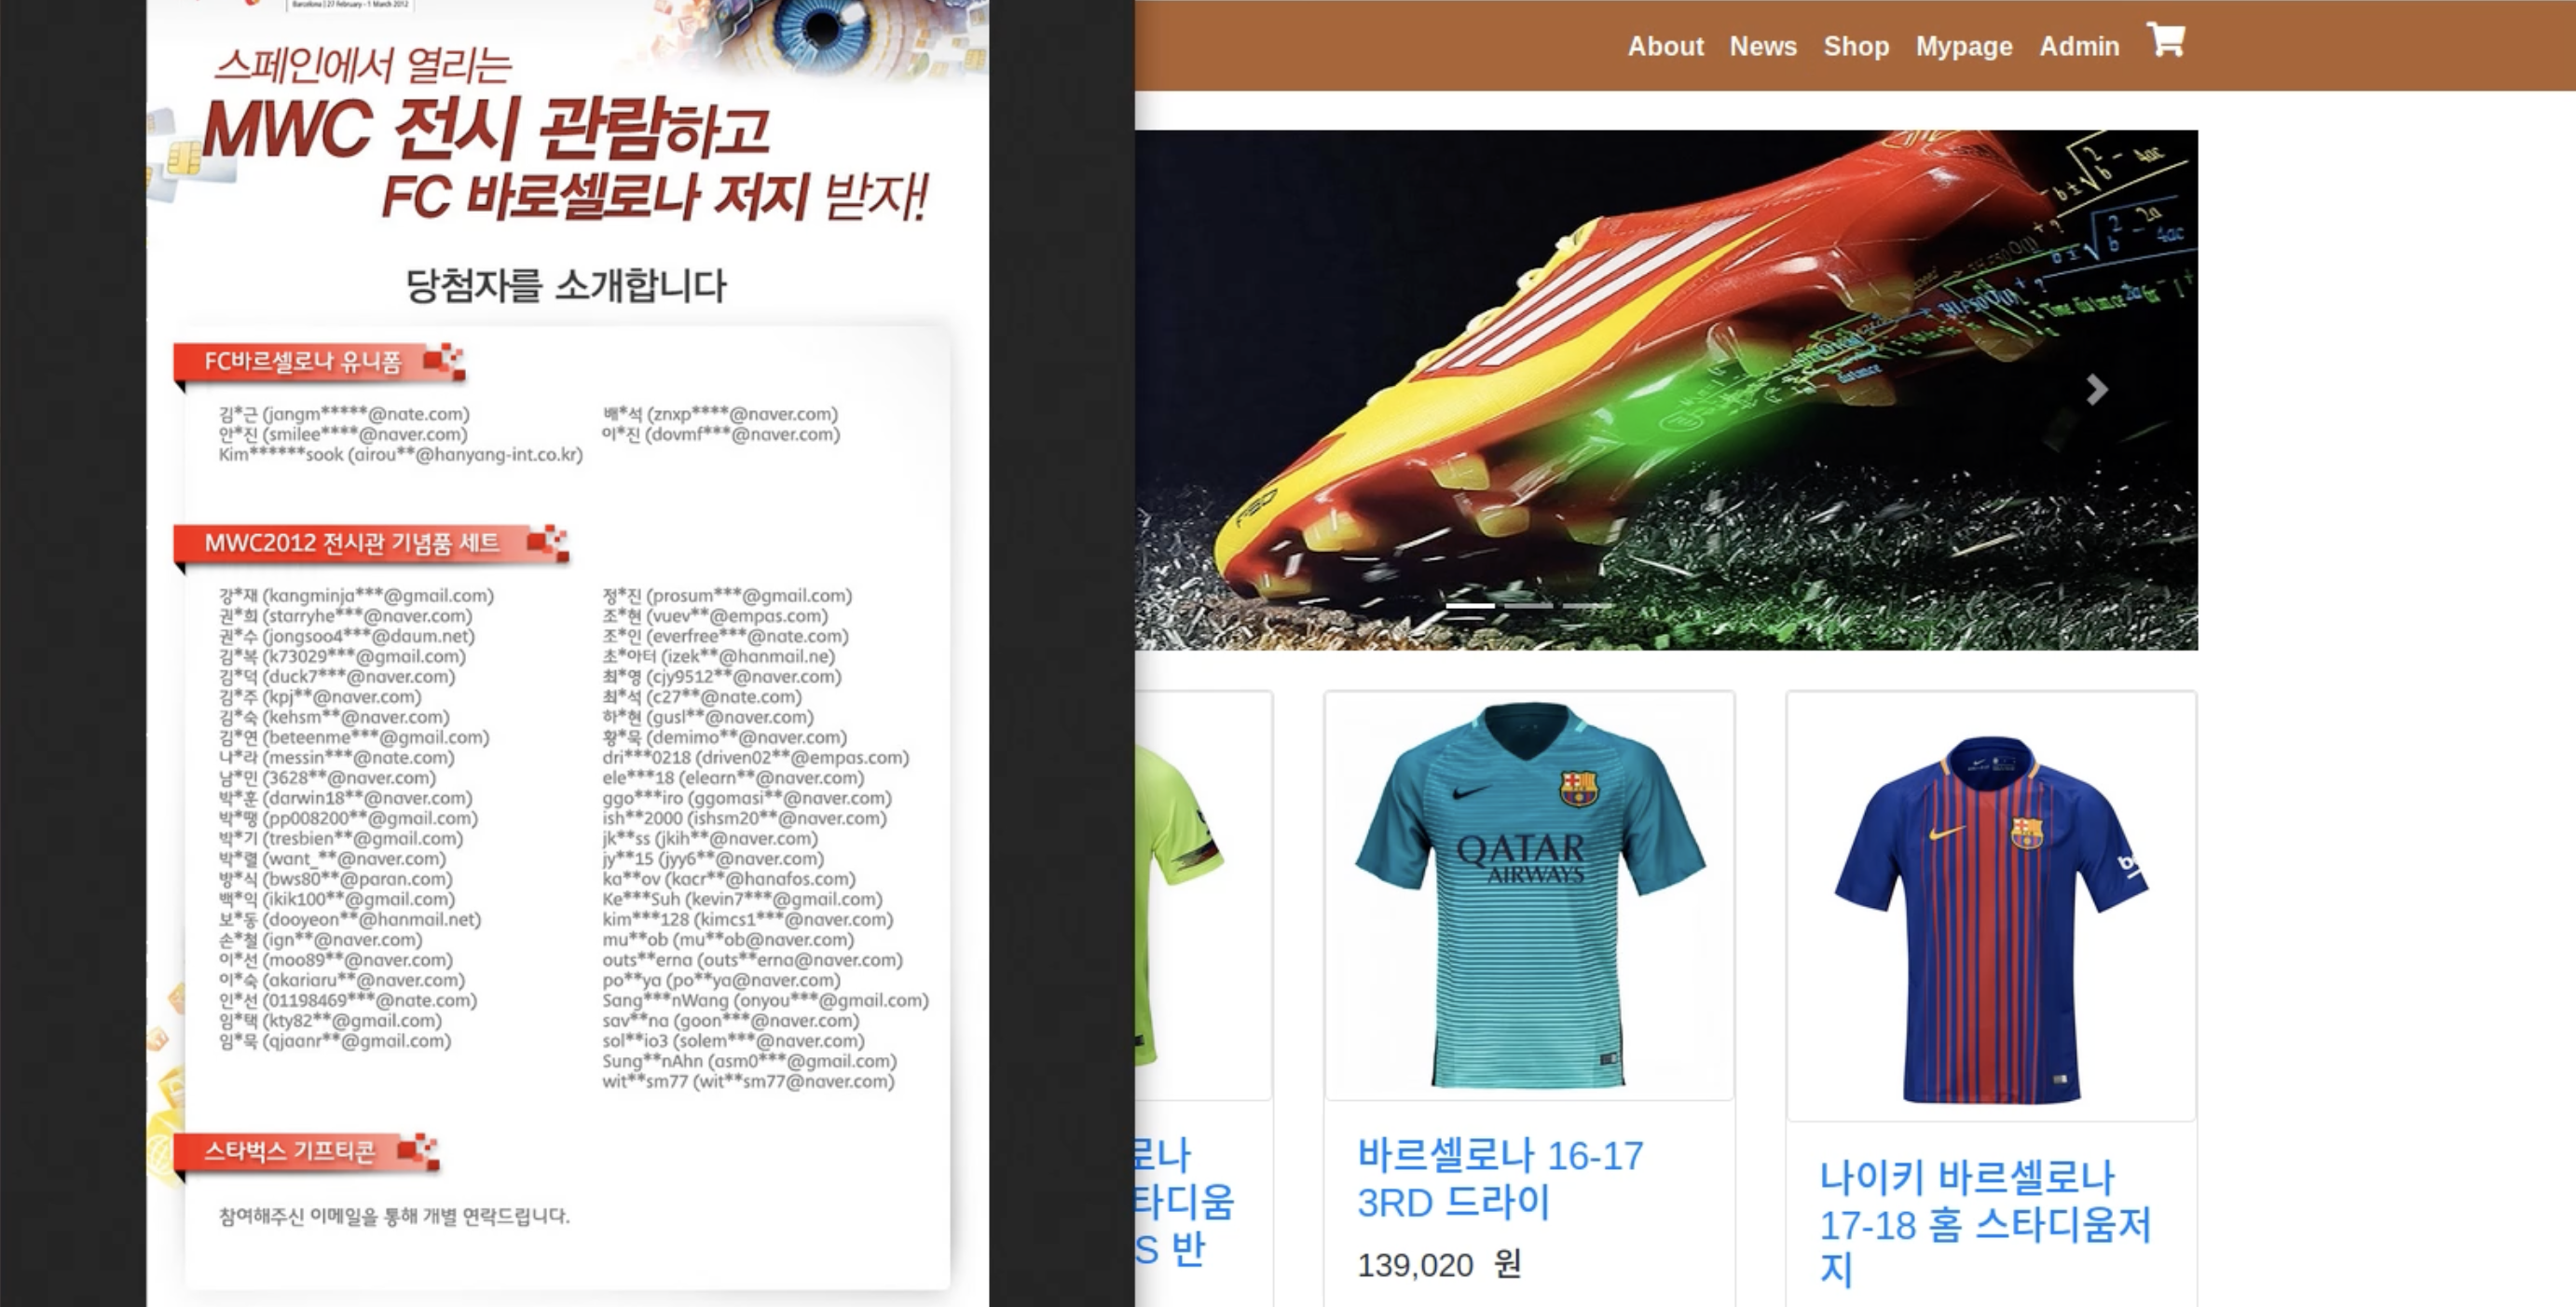 Barcelona | 27 February - 1 March 2012
스페인에서 열리는
MWC 전시 관람하고
FC 바로셀로나 저지 받자!
당첨자를 소개합니다
FC바르셀로나 유니폼
김*근 (jangm*****@nate.com)
안*진 (smilee****@naver.com)
Kim******sook (airou**@hanyang-int.co.kr)
배*석 (znxp****@naver.com)
이*진 (dovmf***@naver.com)
MWC2012 전시관 기념품 세트
강*재 (kangminja***@gmail.com)
권*희 (starryhe***@naver.com)
권*수 (jongsoo4***@daum.net)
김*복 (k73029***@gmail.com)
김*덕 (duck7***@naver.com)
김*주 (kpj**@naver.com)
김*숙 (kehsm**@naver.com)
김*연 (beteenme***@gmail.com)
나*라 (messin***@nate.com)
남*민 (3628**@naver.com)
박*훈 (darwin18**@naver.com)
박*땡 (pp008200**@gmail.com)
박*기 (tresbien**@gmail.com)
박*렬 (want_**@naver.com)
방*식 (bws80**@paran.com)
백*익 (ikik100**@gmail.com)
보*동 (dooyeon**@hanmail.net)
손*철 (ign**@naver.com)
이*선 (moo89**@naver.com)
이*숙 (akariaru**@naver.com)
인*선 (01198469***@nate.com)
임*택 (kty82**@gmail.com)
임*묵 (qjaanr**@gmail.com)
정*진 (prosum***@gmail.com)
조*현 (vuev**@empas.com)
조*인 (everfree***@nate.com)
초*아터 (izek**@hanmail.ne)
최*영 (cjy9512**@naver.com)
최*석 (c27**@nate.com)
하*현 (gusl**@naver.com)
황*묵 (demimo**@naver.com)
dri***0218 (driven02**@empas.com)
ele***18 (elearn**@naver.com)
ggo***iro (ggomasi**@naver.com)
ish**2000 (ishsm20**@naver.com)
jk**ss (jkih**@naver.com)
jy**15 (jyy6**@naver.com)
ka**ov (kacr**@hanafos.com)
Ke***Suh (kevin7***@gmail.com)
kim***128 (kimcs1***@naver.com)
mu**ob (mu**ob@naver.com)
outs**erna (outs**erna@naver.com)
po**ya (po**ya@naver.com)
Sang***nWang (onyou***@gmail.com)
sav**na (goon***@naver.com)
sol**io3 (solem***@naver.com)
Sung**nAhn (asm0***@gmail.com)
wit**sm77 (wit**sm77@naver.com)
스타벅스 기프티콘
참여해주신 이메일을 통해 개별 연락드립니다.
About News Shop Mypage Admin
distance
QATAR
AIRWAYS
로나
타디움
S 반
바르셀로나 16-17
3RD 드라이
139,020 원
나이키 바르셀로나
17-18 홈 스타디움저
지